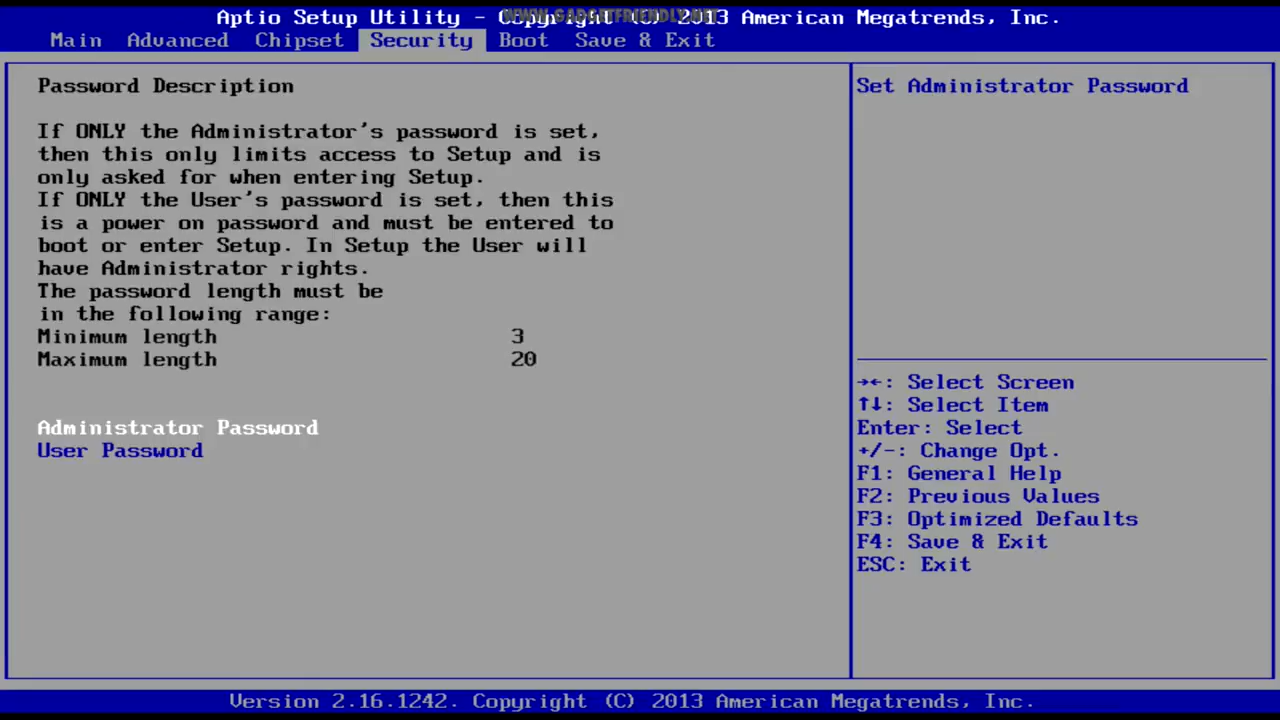 Aptio Setup Utility - Copyright (C) 2013 American Megatrends, Inc.
WWW.GADGETFRIENDLY.NET
Main Advanced Chipset Security Boot Save & Exit
Password Description
If ONLY the Administrator's password is set,
then this only limits access to Setup and is
only asked for when entering Setup.
If ONLY the User's password is set, then this
is a power on password and must be entered to
boot or enter Setup. In Setup the User will
have Administrator rights.
The password length must be
in the following range:
Minimum length 3
Maximum length 20
Administrator Password
User Password
Set Administrator Password
→←: Select Screen
↑↓: Select Item
Enter: Select
+/-: Change Opt.
F1: General Help
F2: Previous Values
F3: Optimized Defaults
F4: Save & Exit
ESC: Exit
Version 2.16.1242. Copyright (C) 2013 American Megatrends, Inc.